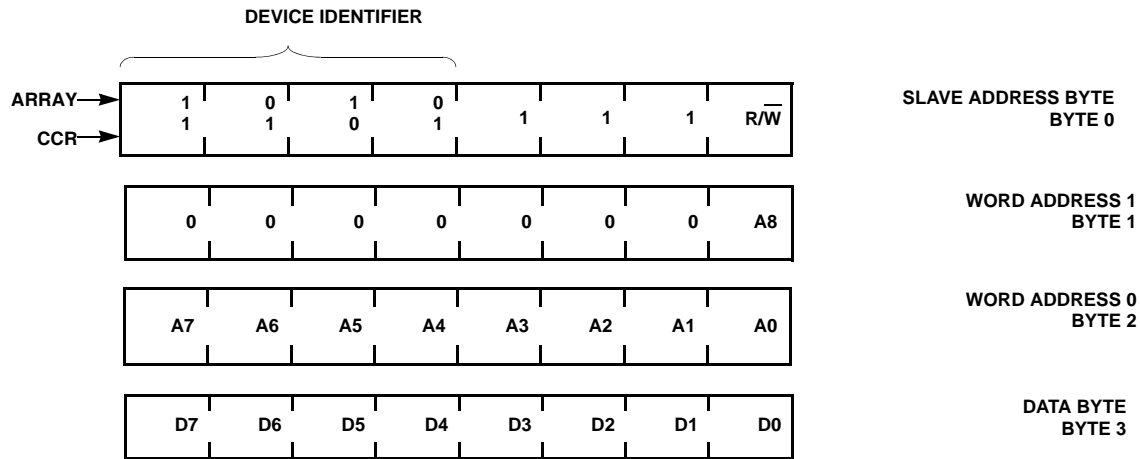 DEVICE IDENTIFIER
ARRAY 1 0 1 0
CCR 1 1 0 1 1 1 1 R/W̅
SLAVE ADDRESS BYTE
BYTE 0
0 0 0 0 0 0 0 A8
WORD ADDRESS 1
BYTE 1
A7 A6 A5 A4 A3 A2 A1 A0
WORD ADDRESS 0
BYTE 2
D7 D6 D5 D4 D3 D2 D1 D0
DATA BYTE
BYTE 3